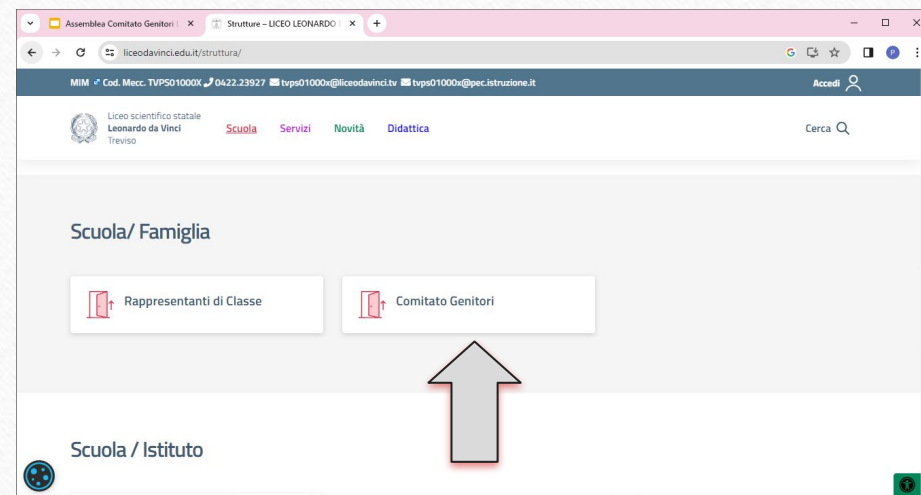 Assemblea Comitato Genitori
Strutture – LICEO LEONARDO
liceodavinci.edu.it/struttura/
MIM Cod. Mecc. TVPS01000X 0422.23927 tvps01000x@liceodavinci.tv tvps01000x@pec.istruzione.it
Accedi
Liceo scientifico statale
Leonardo da Vinci
Treviso
Scuola Servizi Novità Didattica
Cerca
Scuola/ Famiglia
Rappresentanti di Classe
Comitato Genitori
Scuola / Istituto